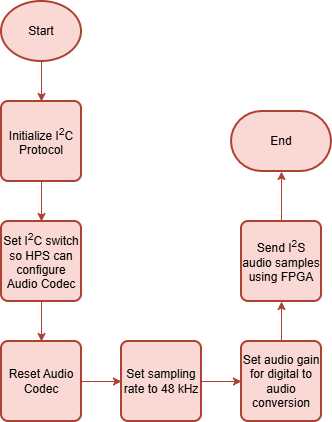 Start
Initialize I²C
Protocol
Set I²C switch
so HPS can
configure
Audio Codec
Reset Audio
Codec
Set sampling
rate to 48 kHz
Set audio gain
for digital to
audio
conversion
Send I²S
audio samples
using FPGA
End